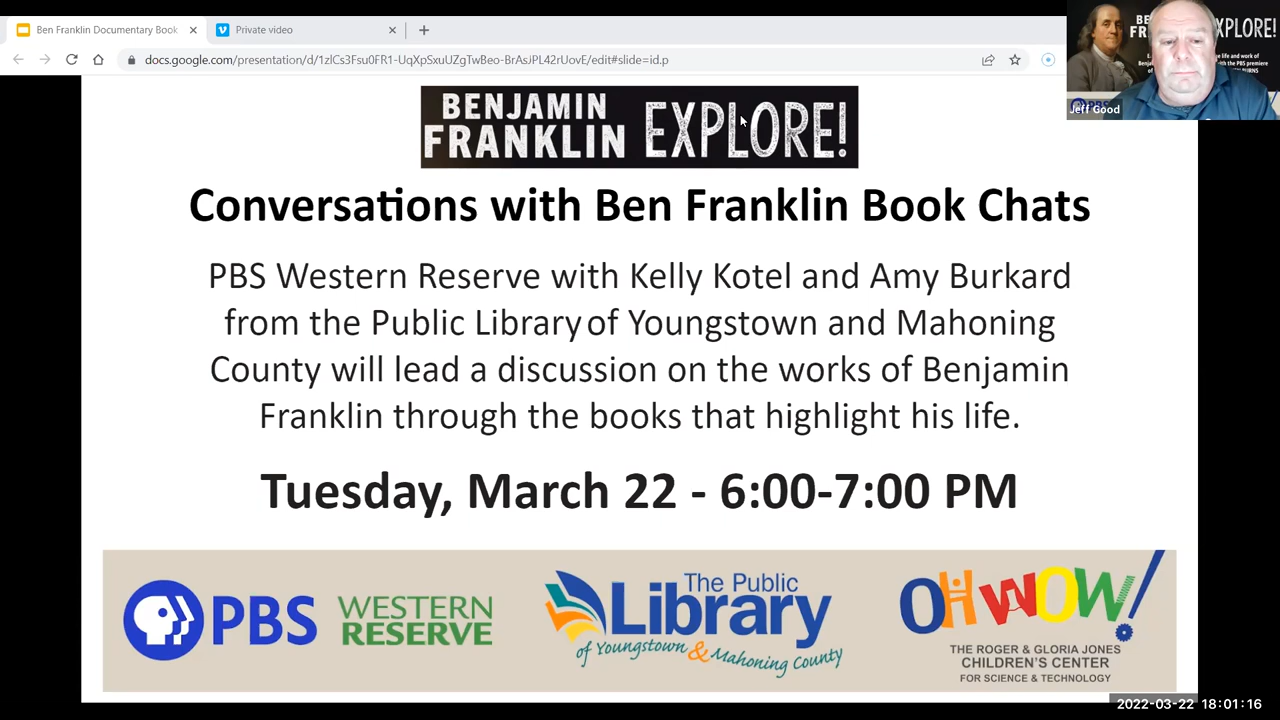 Ben Franklin Documentary Book
Private video
docs.google.com/presentation/d/1zlCs3Fsu0FR1-UqXpSxuUZgTwBeo-BrAsJPL42rUovE/edit#slide=id.p
BENJAMIN
FRANKLIN EXPLORE!
Jeff Good
Conversations with Ben Franklin Book Chats
PBS Western Reserve with Kelly Kotel and Amy Burkard
from the Public Library of Youngstown and Mahoning
County will lead a discussion on the works of Benjamin
Franklin through the books that highlight his life.
Tuesday, March 22 - 6:00-7:00 PM
PBS WESTERN
RESERVE
The Public
Library
of Youngstown & Mahoning County
OH WOW!
THE ROGER & GLORIA JONES
CHILDREN'S CENTER
FOR SCIENCE & TECHNOLOGY
2022-03-22 18:01:16